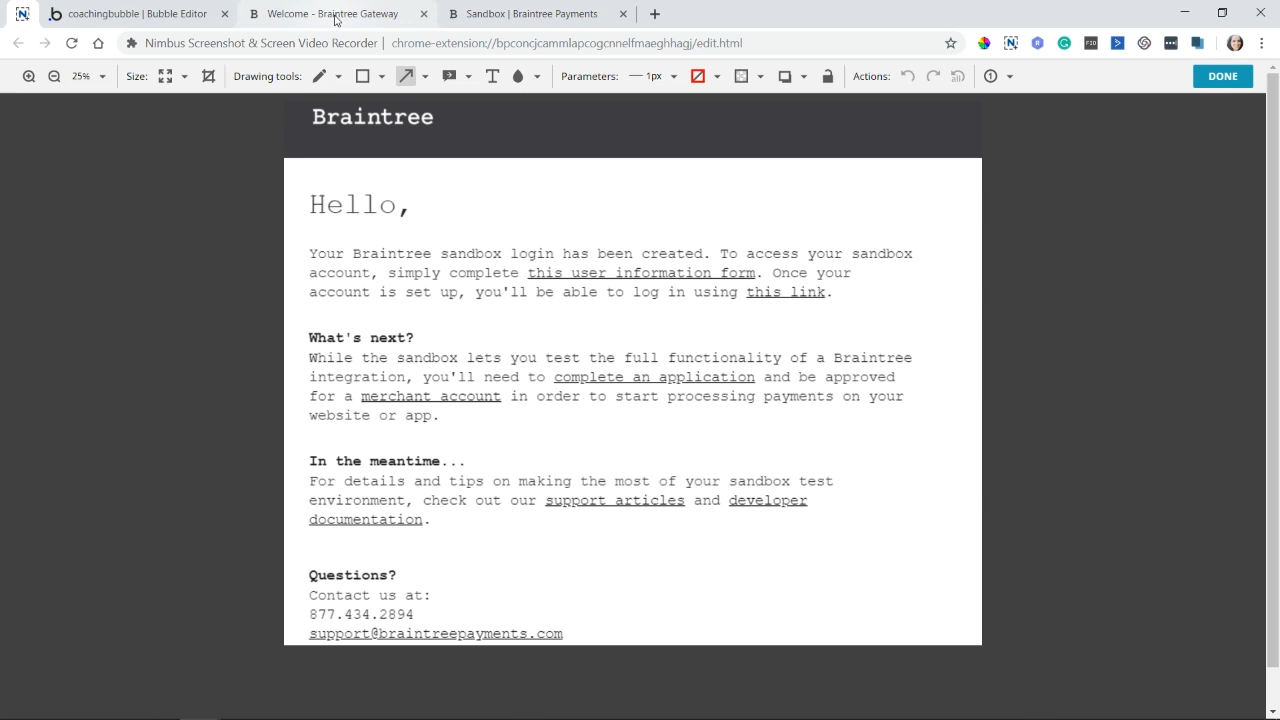 coachingbubble | Bubble Editor
Welcome - Braintree Gateway
Sandbox | Braintree Payments
Nimbus Screenshot & Screen Video Recorder | chrome-extension://bpconcjcammlapcogcnnelfmaeghhagj/edit.html
25%
Size:
Drawing tools:
Parameters:
1px
Actions:
DONE
Braintree
Hello,
Your Braintree sandbox login has been created. To access your sandbox
account, simply complete this user information form. Once your
account is set up, you'll be able to log in using this link.
What's next?
While the sandbox lets you test the full functionality of a Braintree
integration, you'll need to complete an application and be approved
for a merchant account in order to start processing payments on your
website or app.
In the meantime...
For details and tips on making the most of your sandbox test
environment, check out our support articles and developer
documentation.
Questions?
Contact us at:
877.434.2894
support@braintreepayments.com